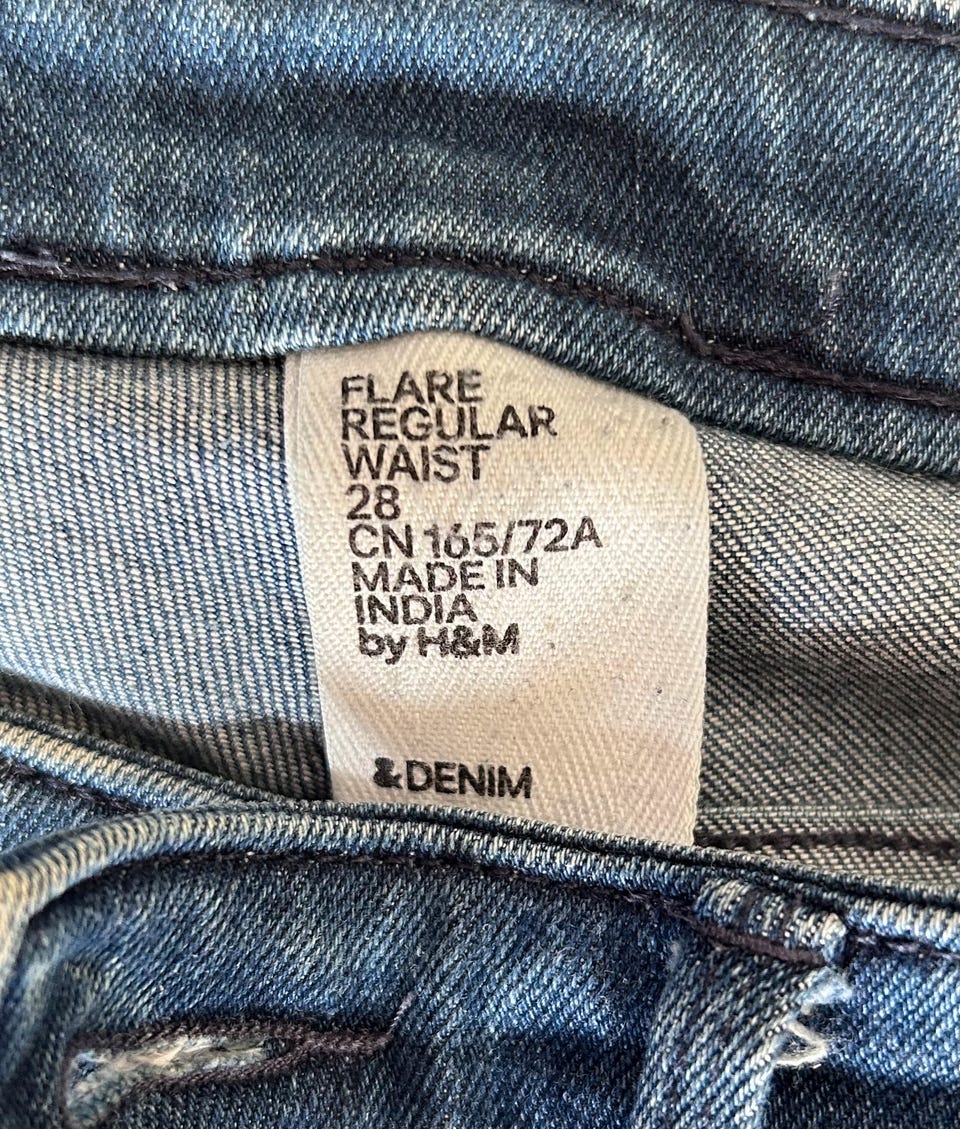 FLARE
REGULAR
WAIST
28
CN 165/72A
MADE IN
INDIA
by H&M
&DENIM